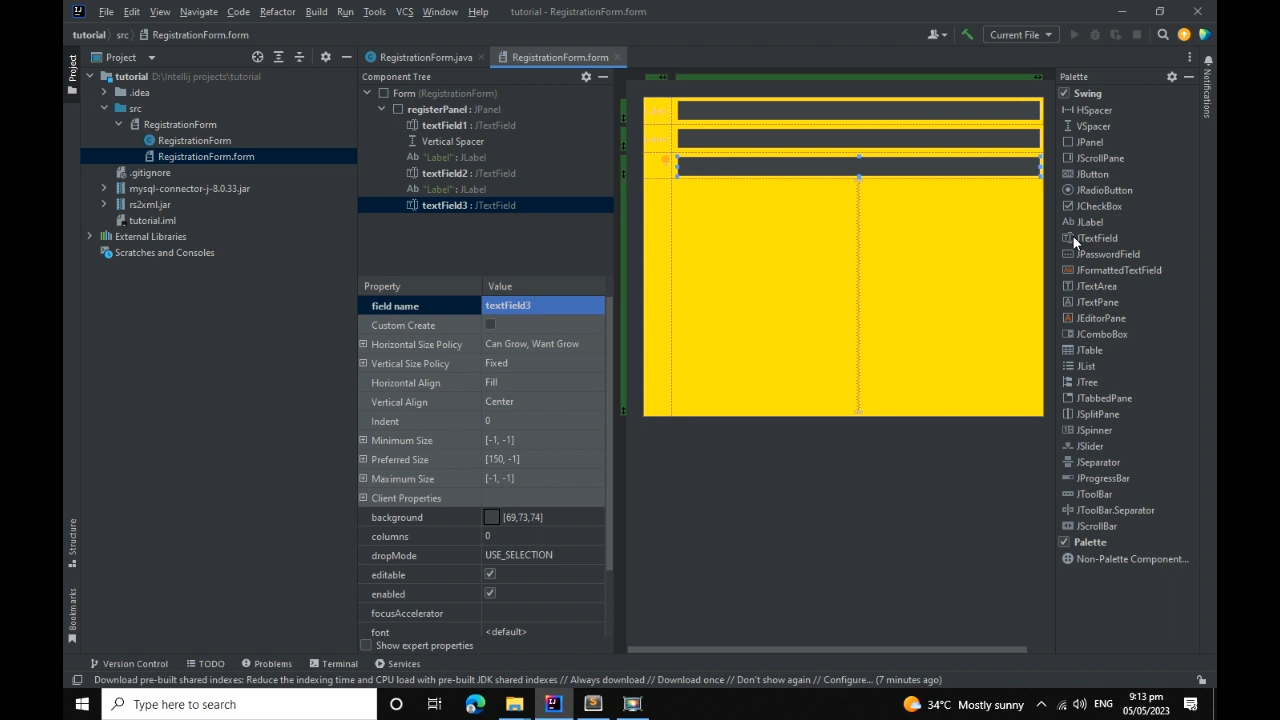 File Edit View Navigate Code Refactor Build Run Tools VCS Window Help tutorial - RegistrationForm.form
tutorial src RegistrationForm.form Current File
Project
Project
RegistrationForm.java
RegistrationForm.form
tutorial D:\Intellij projects\tutorial
.idea
src
RegistrationForm
RegistrationForm
RegistrationForm.form
.gitignore
mysql-connector-j-8.0.33.jar
rs2xml.jar
tutorial.iml
External Libraries
Scratches and Consoles
Component Tree
Form (RegistrationForm)
registerPanel : JPanel
textField1 : JTextField
Vertical Spacer
Ab "Label" : JLabel
textField2 : JTextField
Ab "Label" : JLabel
textField3 : JTextField
Property Value
field name textField3
Custom Create
Horizontal Size Policy Can Grow, Want Grow
Vertical Size Policy Fixed
Horizontal Align Fill
Vertical Align Center
Indent 0
Minimum Size [-1, -1]
Preferred Size [150, -1]
Maximum Size [-1, -1]
Client Properties
background [69,73,74]
columns 0
dropMode USE_SELECTION
editable
enabled
focusAccelerator
font <default>
Show expert properties
Palette
Swing
HSpacer
VSpacer
JPanel
JScrollPane
JButton
JRadioButton
JCheckBox
Ab JLabel
JTextField
JPasswordField
JFormattedTextField
JTextArea
JTextPane
JEditorPane
JComboBox
JTable
JList
JTree
JTabbedPane
JSplitPane
JSpinner
JSlider
JSeparator
JProgressBar
JToolBar
JToolBar.Separator
JScrollBar
Palette
Non-Palette Component...
Notifications
Structure
Bookmarks
Version Control TODO Problems Terminal Services
Download pre-built shared indexes: Reduce the indexing time and CPU load with pre-built JDK shared indexes // Always download // Download once // Don't show again // Configure... (7 minutes ago)
Type here to search
34°C Mostly sunny ENG
9:13 pm
05/05/2023